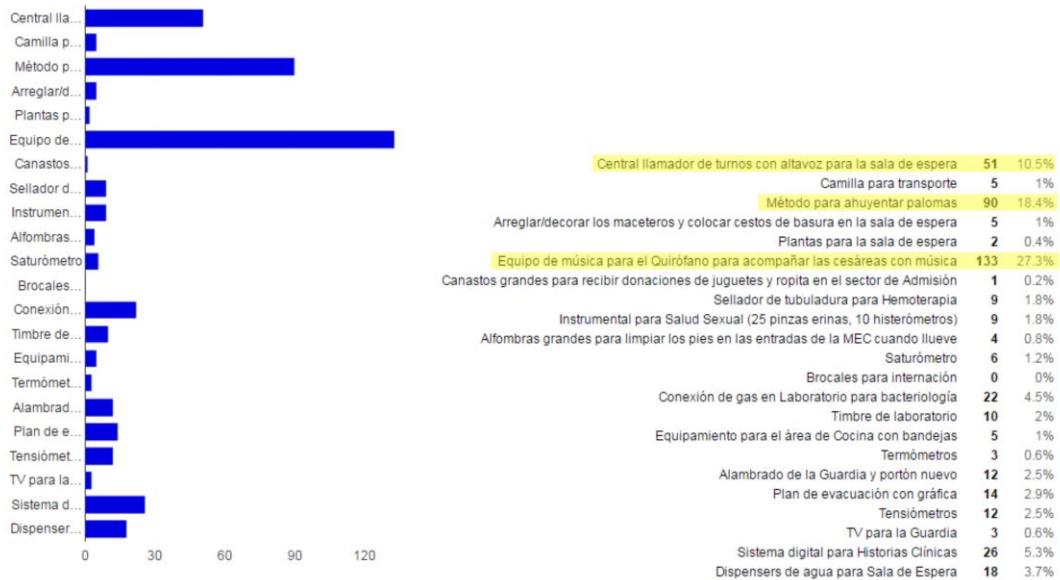 Central lla...
Camilla p...
Método p...
Arreglar/d...
Plantas p...
Equipo de...
Canastos...
Sellador d...
Instrumen...
Alfombras...
Saturómetro
Brocales...
Conexión...
Timbre de...
Equipami...
Termómet...
Alambrad...
Plan de e...
Tensiómet...
TV para la...
Sistema d...
Dispenser...
0 30 60 90 120
Central llamador de turnos con altavoz para la sala de espera 51 10.5%
Camilla para transporte 5 1%
Método para ahuyentar palomas 90 18.4%
Arreglar/decorar los maceteros y colocar cestos de basura en la sala de espera 5 1%
Plantas para la sala de espera 2 0.4%
Equipo de música para el Quirófano para acompañar las cesáreas con música 133 27.3%
Canastos grandes para recibir donaciones de juguetes y ropita en el sector de Admisión 1 0.2%
Sellador de tubuladura para Hemoterapia 9 1.8%
Instrumental para Salud Sexual (25 pinzas erinas, 10 histerómetros) 9 1.8%
Alfombras grandes para limpiar los pies en las entradas de la MEC cuando llueve 4 0.8%
Saturómetro 6 1.2%
Brocales para internación 0 0%
Conexión de gas en Laboratorio para bacteriología 22 4.5%
Timbre de laboratorio 10 2%
Equipamiento para el área de Cocina con bandejas 5 1%
Termómetros 3 0.6%
Alambrado de la Guardia y portón nuevo 12 2.5%
Plan de evacuación con gráfica 14 2.9%
Tensiómetros 12 2.5%
TV para la Guardia 3 0.6%
Sistema digital para Historias Clínicas 26 5.3%
Dispensers de agua para Sala de Espera 18 3.7%